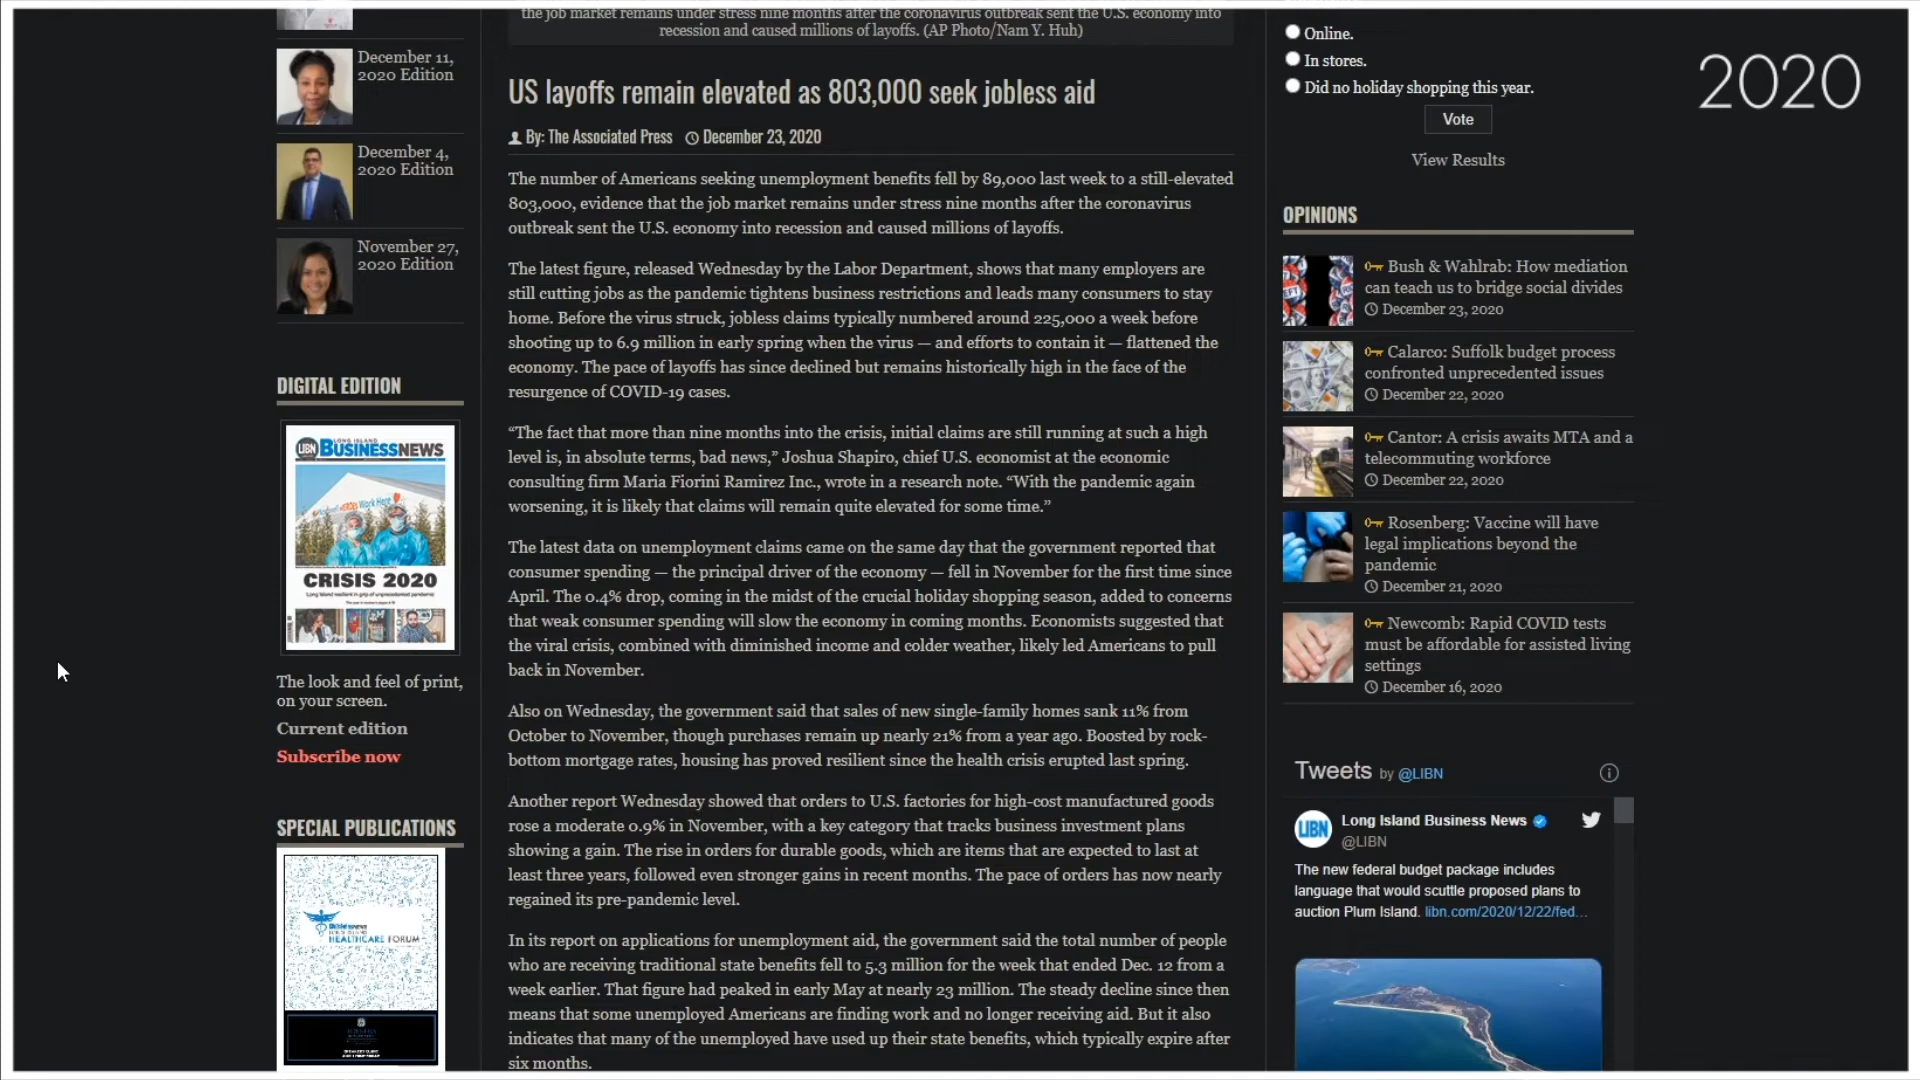 the job market remains under stress nine months after the coronavirus outbreak sent the U.S. economy into
recession and caused millions of layoffs. (AP Photo/Nam Y. Huh)
December 11,
2020 Edition
December 4,
2020 Edition
November 27,
2020 Edition
DIGITAL EDITION
LIBN
LONG ISLAND
BUSINESSNEWS
CRISIS 2020
The look and feel of print,
on your screen.
Current edition
Subscribe now
SPECIAL PUBLICATIONS
HEALTHCARE FORUM
US layoffs remain elevated as 803,000 seek jobless aid
By: The Associated Press December 23, 2020
The number of Americans seeking unemployment benefits fell by 89,000 last week to a still-elevated
803,000, evidence that the job market remains under stress nine months after the coronavirus
outbreak sent the U.S. economy into recession and caused millions of layoffs.
The latest figure, released Wednesday by the Labor Department, shows that many employers are
still cutting jobs as the pandemic tightens business restrictions and leads many consumers to stay
home. Before the virus struck, jobless claims typically numbered around 225,000 a week before
shooting up to 6.9 million in early spring when the virus — and efforts to contain it — flattened the
economy. The pace of layoffs has since declined but remains historically high in the face of the
resurgence of COVID-19 cases.
“The fact that more than nine months into the crisis, initial claims are still running at such a high
level is, in absolute terms, bad news,” Joshua Shapiro, chief U.S. economist at the economic
consulting firm Maria Fiorini Ramirez Inc., wrote in a research note. “With the pandemic again
worsening, it is likely that claims will remain quite elevated for some time.”
The latest data on unemployment claims came on the same day that the government reported that
consumer spending — the principal driver of the economy — fell in November for the first time since
April. The 0.4% drop, coming in the midst of the crucial holiday shopping season, added to concerns
that weak consumer spending will slow the economy in coming months. Economists suggested that
the viral crisis, combined with diminished income and colder weather, likely led Americans to pull
back in November.
Also on Wednesday, the government said that sales of new single-family homes sank 11% from
October to November, though purchases remain up nearly 21% from a year ago. Boosted by rock-
bottom mortgage rates, housing has proved resilient since the health crisis erupted last spring.
Another report Wednesday showed that orders to U.S. factories for high-cost manufactured goods
rose a moderate 0.9% in November, with a key category that tracks business investment plans
showing a gain. The rise in orders for durable goods, which are items that are expected to last at
least three years, followed even stronger gains in recent months. The pace of orders has now nearly
regained its pre-pandemic level.
In its report on applications for unemployment aid, the government said the total number of people
who are receiving traditional state benefits fell to 5.3 million for the week that ended Dec. 12 from a
week earlier. That figure had peaked in early May at nearly 23 million. The steady decline since then
means that some unemployed Americans are finding work and no longer receiving aid. But it also
indicates that many of the unemployed have used up their state benefits, which typically expire after
six months.
Online.
In stores.
Did no holiday shopping this year.
Vote
View Results
OPINIONS
Bush & Wahlrab: How mediation
can teach us to bridge social divides
December 23, 2020
Calarco: Suffolk budget process
confronted unprecedented issues
December 22, 2020
Cantor: A crisis awaits MTA and a
telecommuting workforce
December 22, 2020
Rosenberg: Vaccine will have
legal implications beyond the
pandemic
December 21, 2020
Newcomb: Rapid COVID tests
must be affordable for assisted living
settings
December 16, 2020
Tweets by @LIBN
LIBN
Long Island Business News
@LIBN
The new federal budget package includes
language that would scuttle proposed plans to
auction Plum Island. libn.com/2020/12/22/fed...
2020